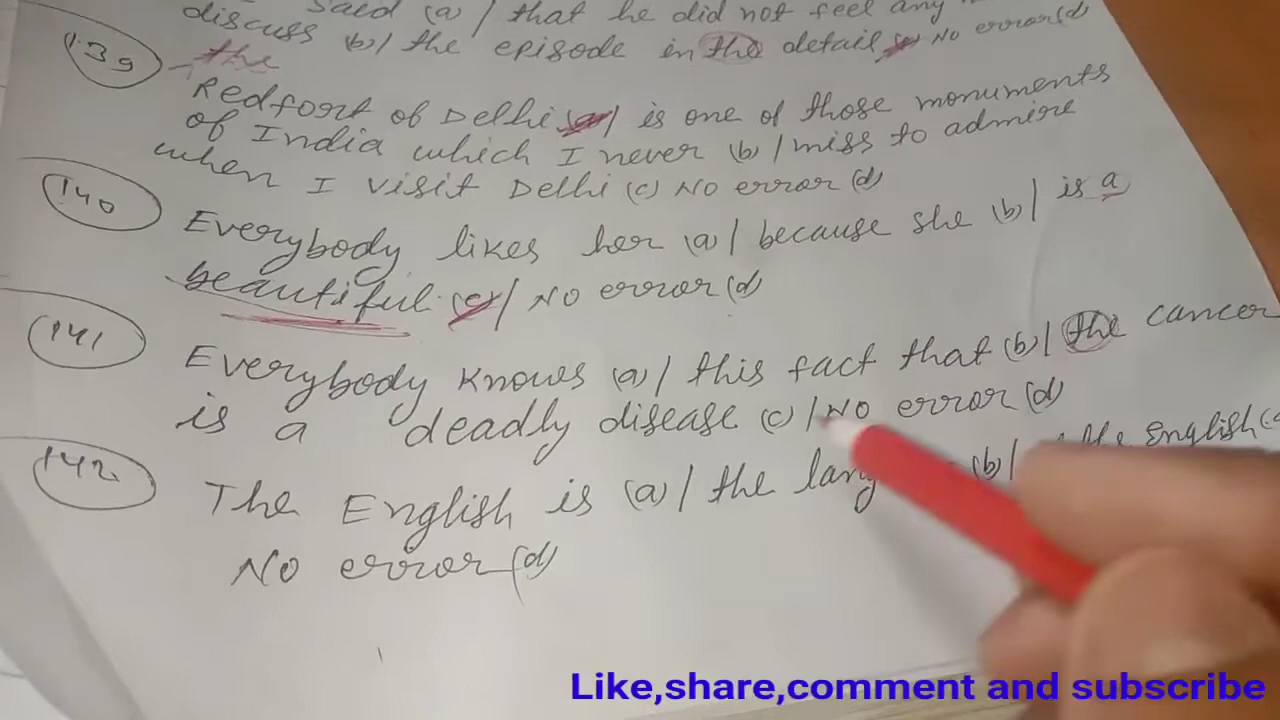 said (a) / that he did not feel any
discuss (b) / the episode in the detail (c) No error (d)
139
the
Redfort of Delhi (a) / is one of those monuments
of India which I never (b) / miss to admire
when I visit Delhi (c) No error (d)
140
Everybody likes her (a) / because she (b) / is a
beautiful (c) / No error (d)
141
Everybody knows (a) / this fact that (b) / the cancer
is a deadly disease (c) / No error (d)
142
The English is (a) / the (b) / the English (c)
No error (d)
Like,share,comment and subscribe